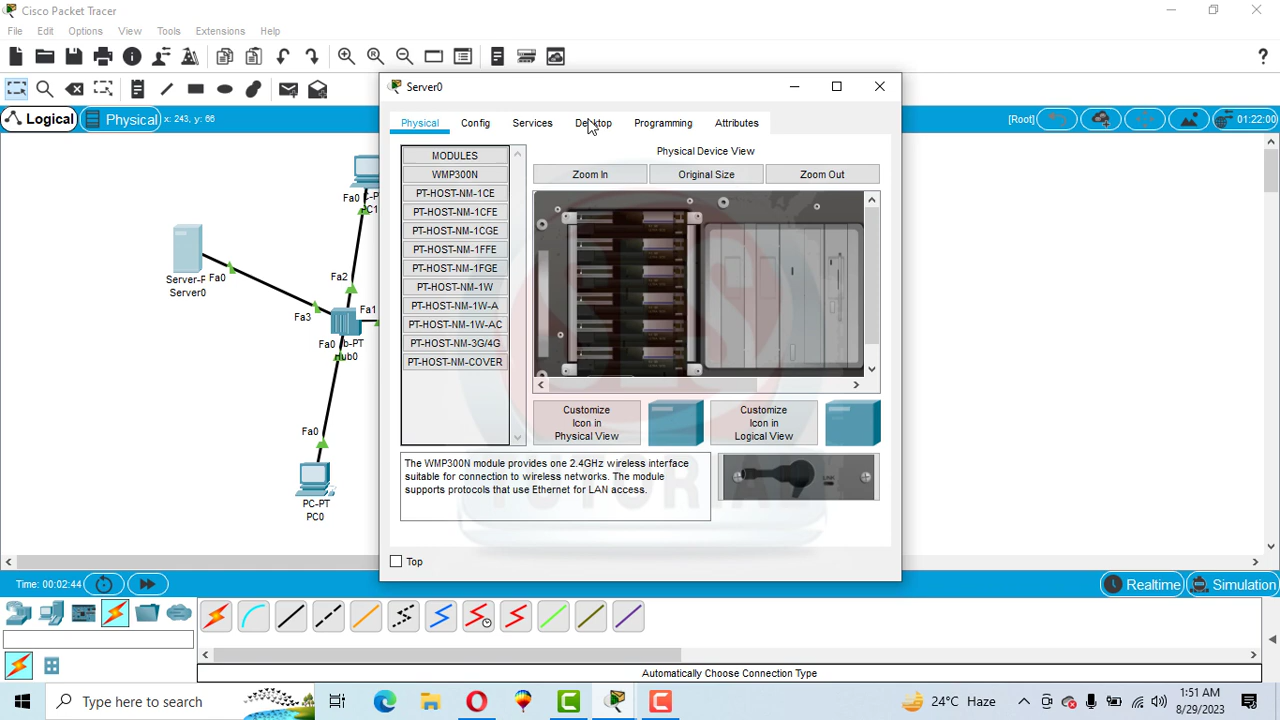 Cisco Packet Tracer
File Edit Options View Tools Extensions Help
Logical
Physical
x: 243, y: 66
[Root]
01:22:00
Server0
Physical Config Services Desktop Programming Attributes
MODULES
WMP300N
PT-HOST-NM-1CE
PT-HOST-NM-1CFE
PT-HOST-NM-1CGE
PT-HOST-NM-1FFE
PT-HOST-NM-1FGE
PT-HOST-NM-1W
PT-HOST-NM-1W-A
PT-HOST-NM-1W-AC
PT-HOST-NM-3G/4G
PT-HOST-NM-COVER
Physical Device View
Zoom In
Original Size
Zoom Out
Customize
Icon in
Physical View
Customize
Icon in
Logical View
The WMP300N module provides one 2.4GHz wireless interface
suitable for connection to wireless networks. The module
supports protocols that use Ethernet for LAN access.
LINK
TUTORIAL
Top
Fa0
Fa2
Server-P Fa0
Server0
Fa3
Fa1
Fa0
b-PT
Hub0
Fa0
PC-PT
PC0
Time: 00:02:44
Realtime
Simulation
Automatically Choose Connection Type
Type here to search
24°C Haze
1:51 AM
8/29/2023